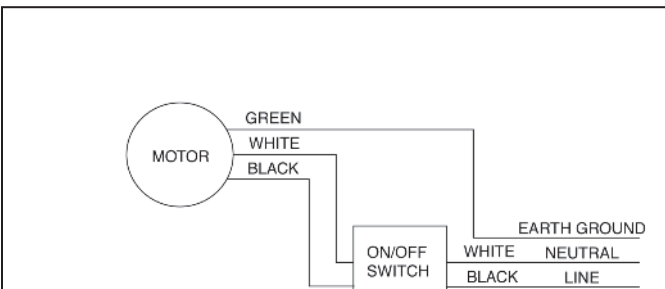 GREEN
WHITE
MOTOR
BLACK
EARTH GROUND
ON/OFF
SWITCH
WHITE NEUTRAL
BLACK LINE